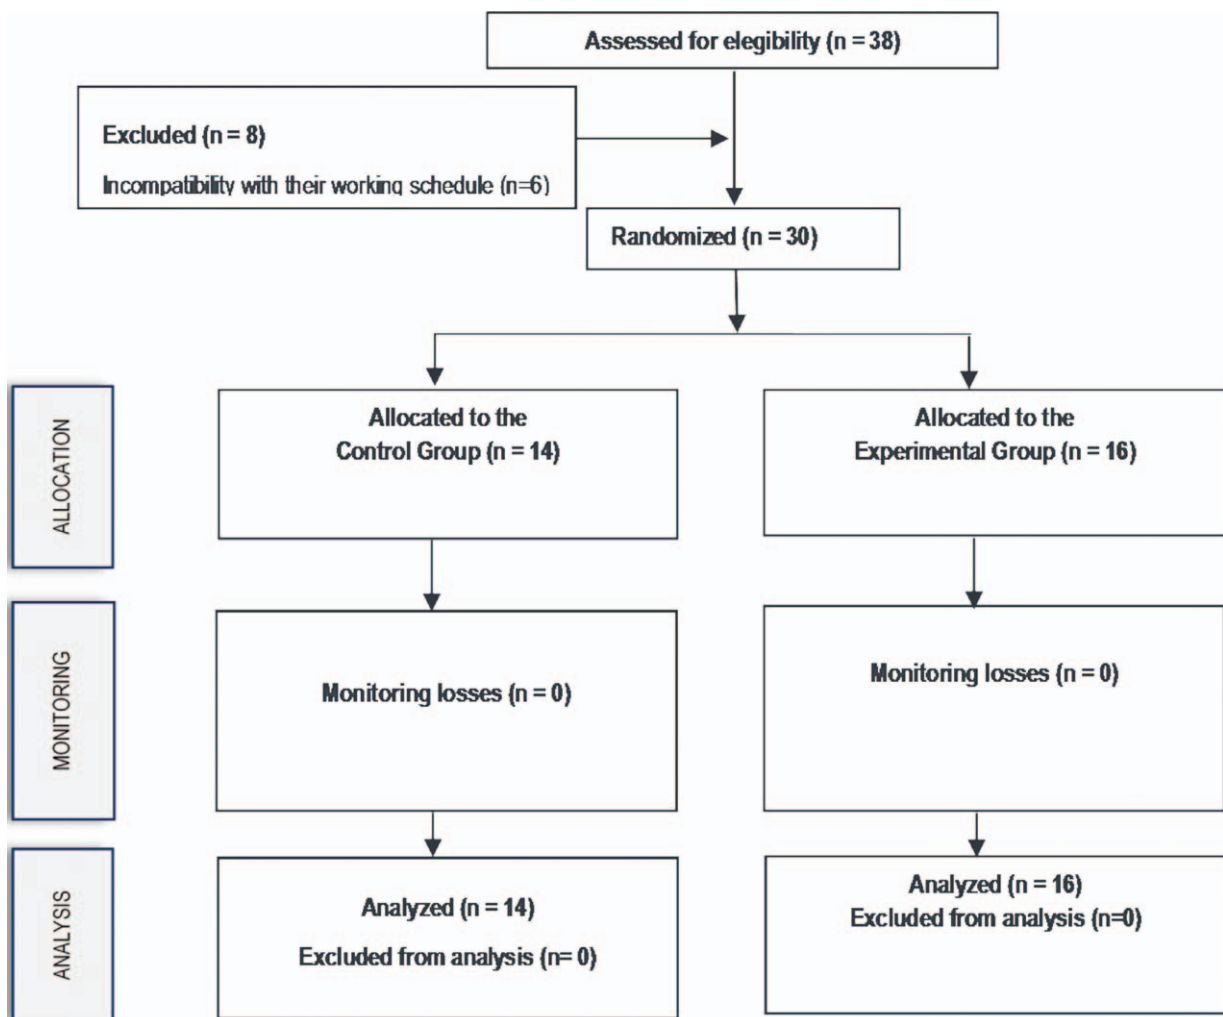 Assessed for elegibility (n = 38)
Excluded (n = 8)
Incompatibility with their working schedule (n=6)
Randomized (n = 30)
ALLOCATION
Allocated to the
Control Group (n = 14)
Allocated to the
Experimental Group (n = 16)
MONITORING
Monitoring losses (n = 0)
Monitoring losses (n = 0)
ANALYSIS
Analyzed (n = 14)
Excluded from analysis (n= 0)
Analyzed (n = 16)
Excluded from analysis (n=0)